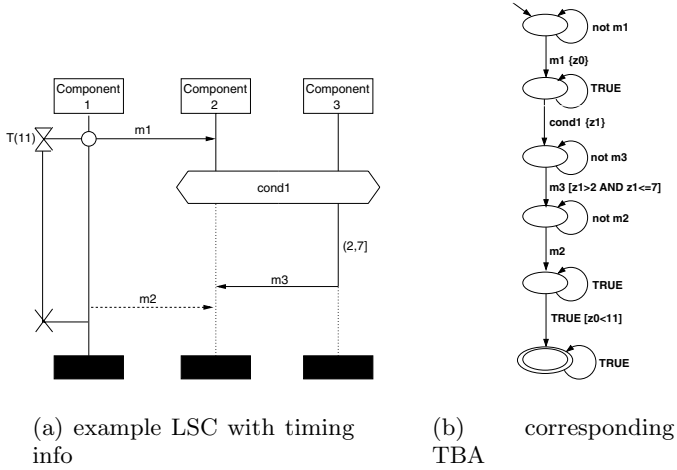 Component
1
Component
2
Component
3
T(11)
m1
cond1
(2,7]
m3
m2
(a) example LSC with timing
info
not m1
m1 {z0}
TRUE
cond1 {z1}
not m3
m3 [z1>2 AND z1<=7]
not m2
m2
TRUE
TRUE [z0<11]
TRUE
(b) corresponding
TBA